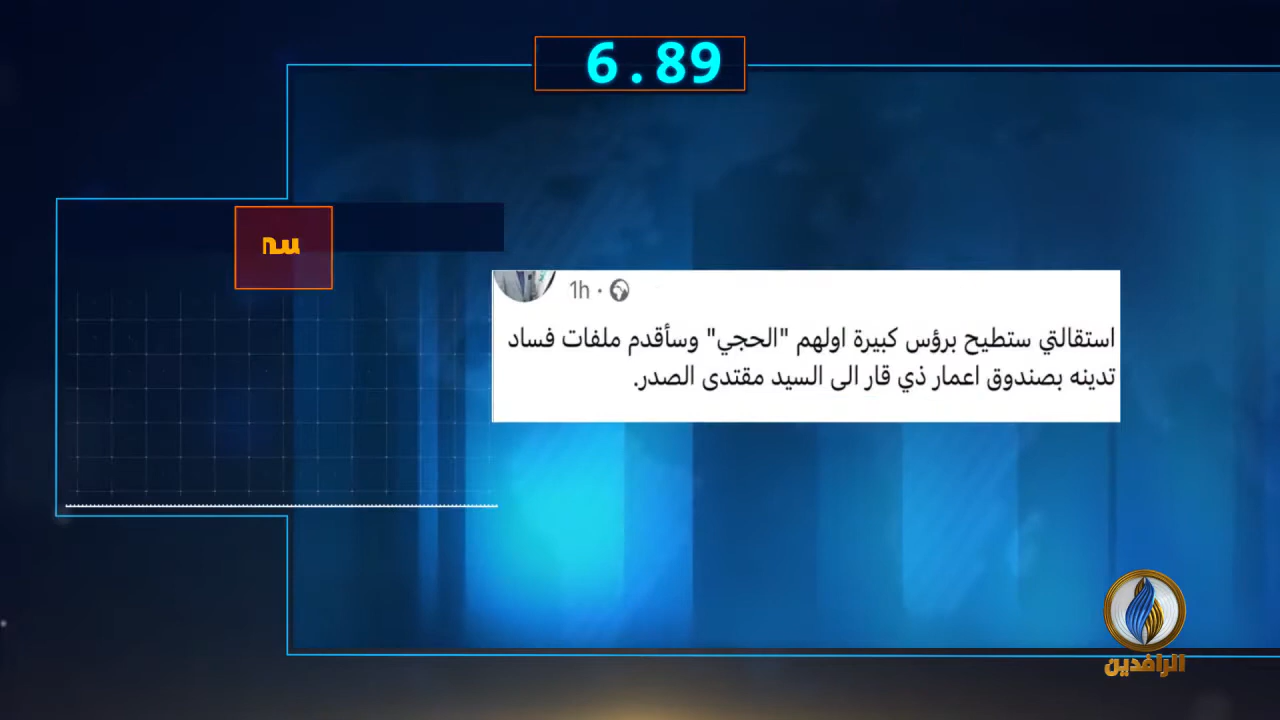 6.89
1h ·
استقالتي ستطيح برؤس كبيرة اولهم "الحجي" وسأقدم ملفات فساد
تدينه بصندوق اعمار ذي قار الى السيد مقتدى الصدر.
الرافدين